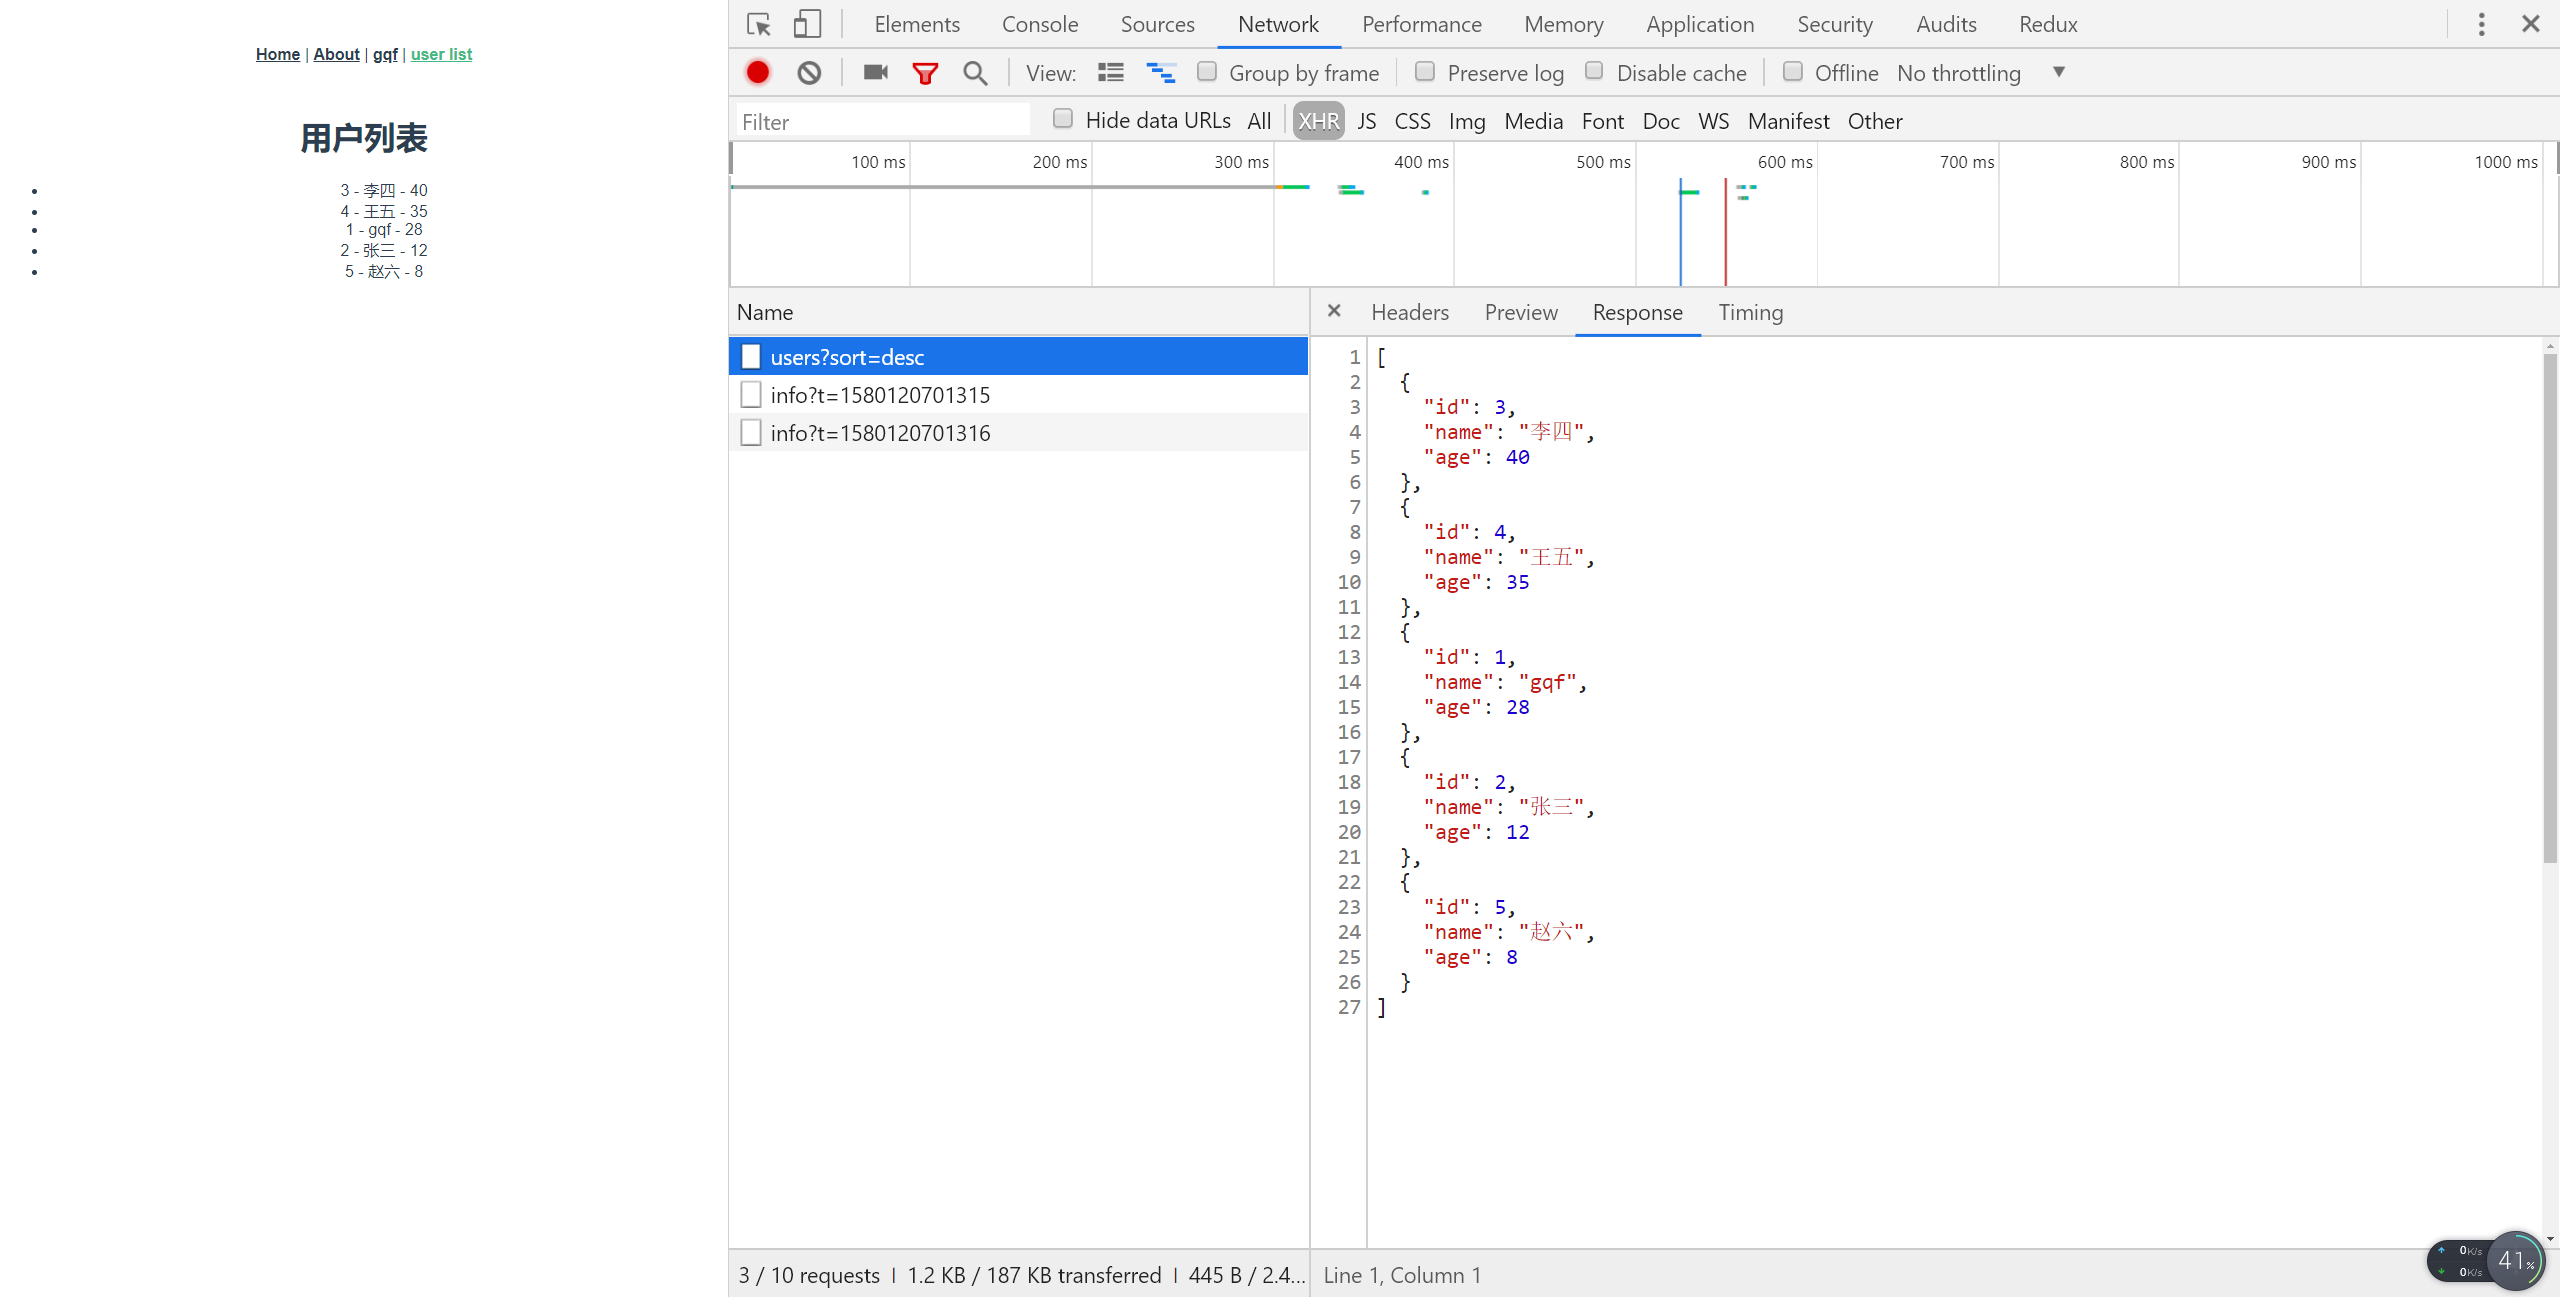 Home | About | gqf | user list
用户列表
3 - 李四 - 40
4 - 王五 - 35
1 - gqf - 28
2 - 张三 - 12
5 - 赵六 - 8
Elements Console Sources Network Performance Memory Application Security Audits Redux
View: Group by frame Preserve log Disable cache Offline No throttling
Filter Hide data URLs All XHR JS CSS Img Media Font Doc WS Manifest Other
100 ms 200 ms 300 ms 400 ms 500 ms 600 ms 700 ms 800 ms 900 ms 1000 ms
Name
users?sort=desc
info?t=1580120701315
info?t=1580120701316
Headers Preview Response Timing
1 [
2 {
3 "id": 3,
4 "name": "李四",
5 "age": 40
6 },
7 {
8 "id": 4,
9 "name": "王五",
10 "age": 35
11 },
12 {
13 "id": 1,
14 "name": "gqf",
15 "age": 28
16 },
17 {
18 "id": 2,
19 "name": "张三",
20 "age": 12
21 },
22 {
23 "id": 5,
24 "name": "赵六",
25 "age": 8
26 }
27 ]
3 / 10 requests | 1.2 KB / 187 KB transferred | 445 B / 2.4...
Line 1, Column 1
0K/s
0K/s
41%